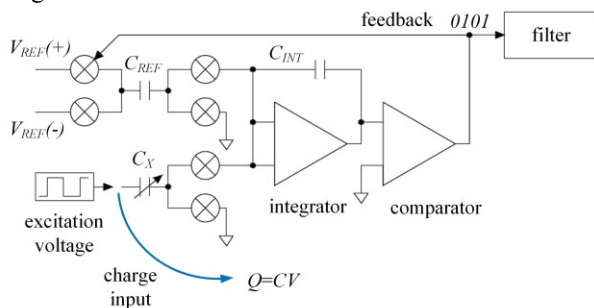 feedback 0101
filter
V_REF(+)
C_REF
C_INT
V_REF(-)
C_X
integrator
comparator
excitation
voltage
charge
input
Q=CV